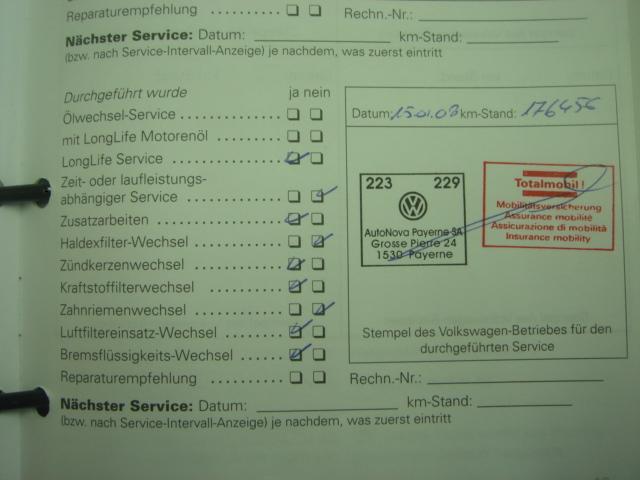 Reparaturempfehlung ..........
Rechn.-Nr.:
Nächster Service: Datum: km-Stand:
(bzw. nach Service-Intervall-Anzeige) je nachdem, was zuerst eintritt
Durchgeführt wurde ja nein
Ölwechsel-Service
mit LongLife Motorenöl
LongLife Service
Zeit- oder laufleistungs-
abhängiger Service
Zusatzarbeiten
Haldexfilter-Wechsel
Zündkerzenwechsel
Kraftstoffilterwechsel
Zahnriemenwechsel
Luftfiltereinsatz-Wechsel
Bremsflüssigkeits-Wechsel
Reparaturempfehlung
Datum: 15.01.03 km-Stand: 176456
223 229
AutoNova Payerne SA
Grosse Pierre 24
1530 Payerne
Totalmobil!
Mobilitätsversicherung
Assurance mobilité
Assicurazione di mobilità
Insurance mobility
Stempel des Volkswagen-Betriebes für den
durchgeführten Service
Rechn.-Nr.:
Nächster Service: Datum: km-Stand:
(bzw. nach Service-Intervall-Anzeige) je nachdem, was zuerst eintritt